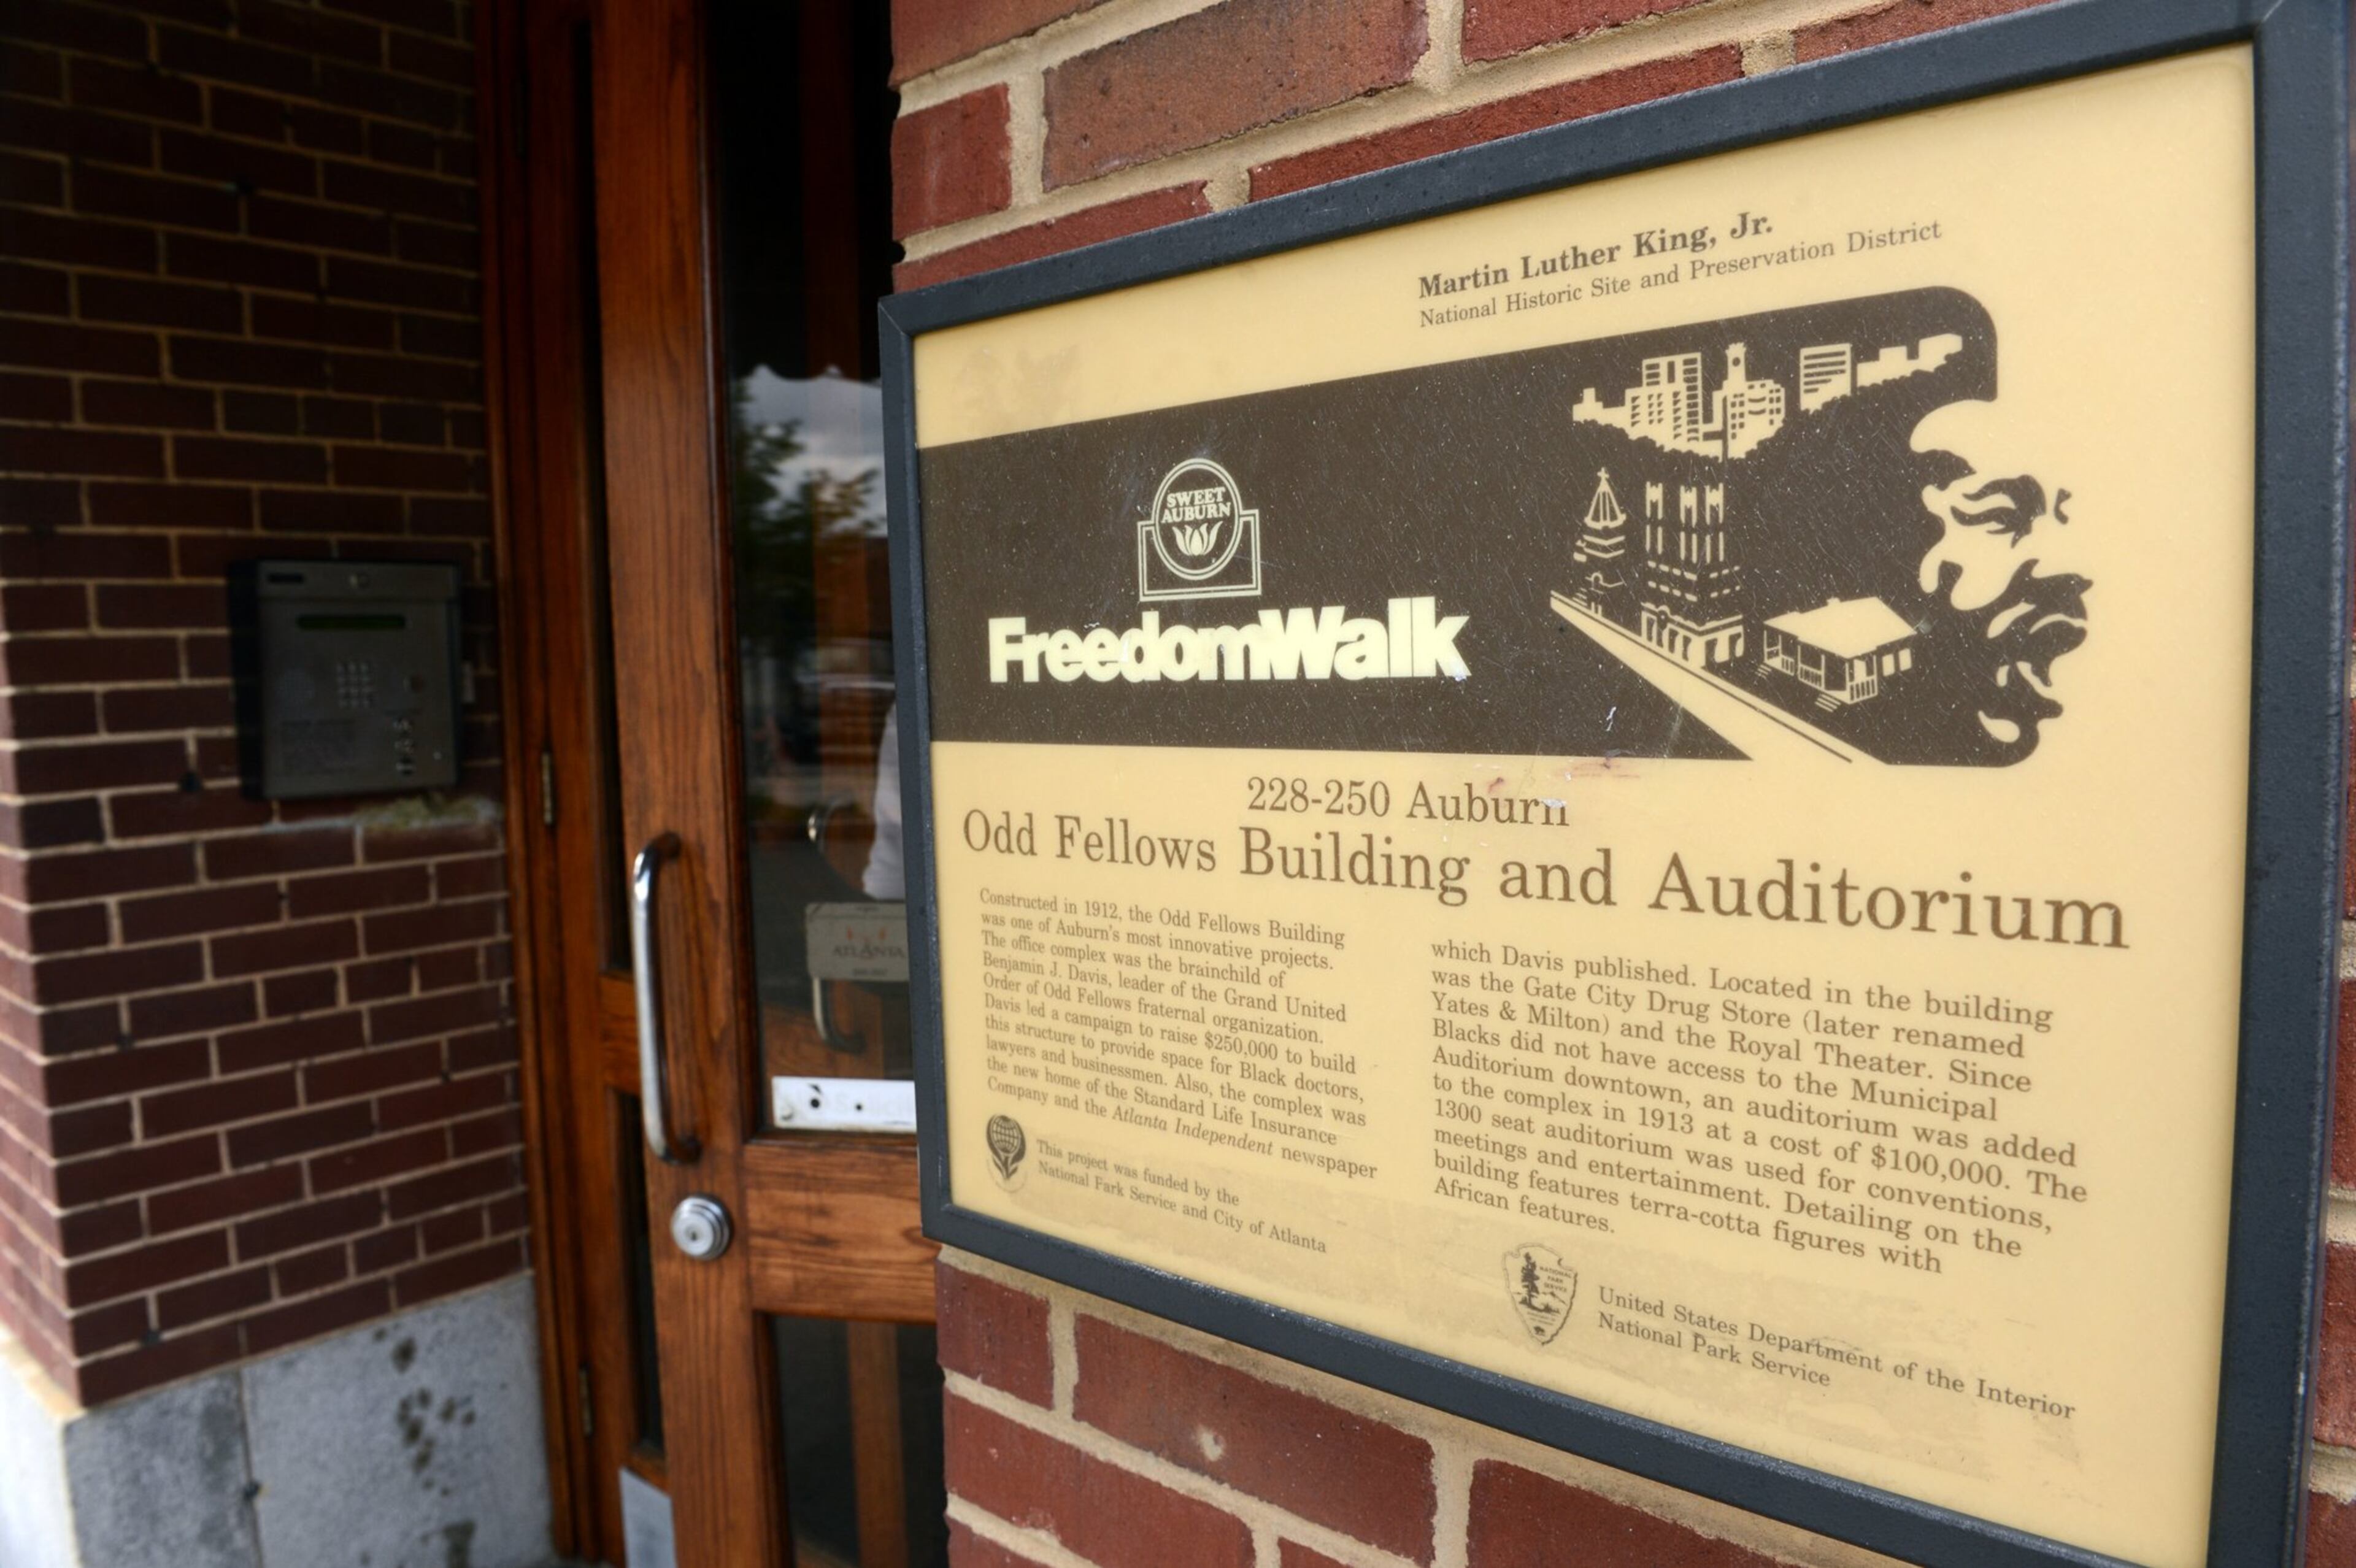 Martin Luther King, Jr.
National Historic Site and Preservation District
SWEET
AUBURN
FreedomWalk
228-250 Auburn
Odd Fellows Building and Auditorium
Constructed in 1912, the Odd Fellows Building
was one of Auburn's most innovative projects.
The office complex was the brainchild of
Benjamin J. Davis, leader of the Grand United
Order of Odd Fellows fraternal organization.
Davis led a campaign to raise $250,000 to build
this structure to provide space for Black doctors,
lawyers and businessmen. Also, the complex was
the new home of the Standard Life Insurance
Company and the Atlanta Independent newspaper
which Davis published. Located in the building
was the Gate City Drug Store (later renamed
Yates & Milton) and the Royal Theater. Since
Blacks did not have access to the Municipal
Auditorium downtown, an auditorium was added
to the complex in 1913 at a cost of $100,000. The
1300 seat auditorium was used for conventions,
meetings and entertainment. Detailing on the
building features terra-cotta figures with
African features.
This project was funded by the
National Park Service and City of Atlanta
NATIONAL
PARK
SERVICE
United States Department of the Interior
National Park Service
ATLANTA